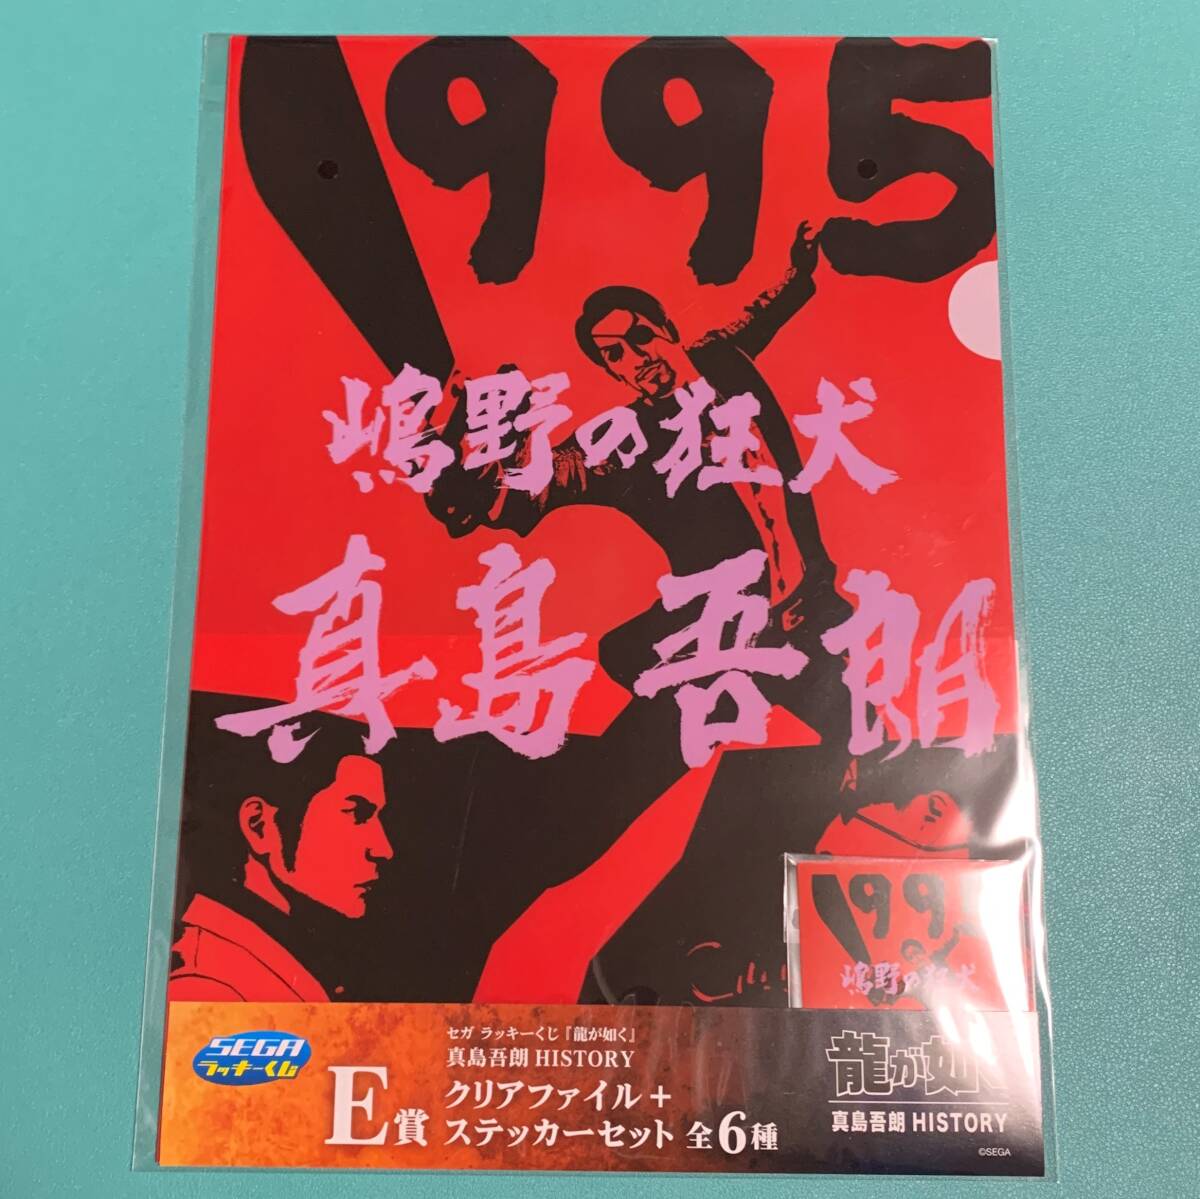 1995
嶋野の狂犬
真島吾朗
199
嶋野の狂犬
SEGA
ラッキーくじ
セガ ラッキーくじ『龍が如く』
真島吾朗 HISTORY
E賞
クリアファイル+
ステッカーセット 全6種
龍が如く
真島吾朗 HISTORY
©SEGA